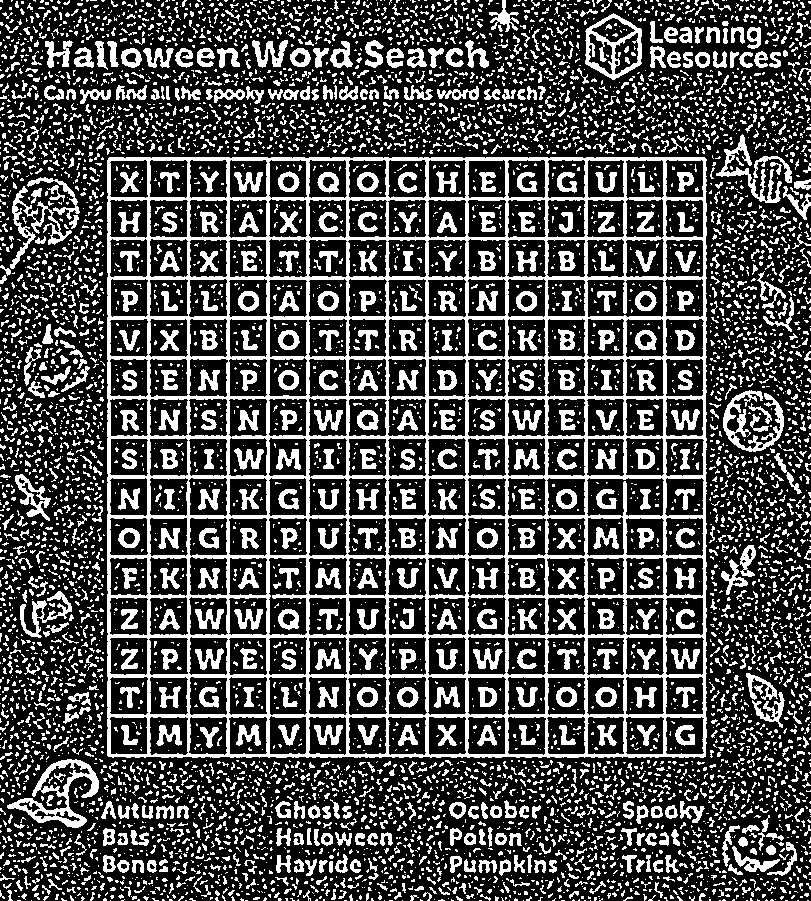 Halloween Word Search
Learning
Resources
Can you find all the spooky words hidden in this word search?
X T Y W O Q O C H E G G U L P
H S R A X C C Y A E E J Z Z L
T A X E T T K I Y B H B L V V
P L L O A O P L R N O I T O P
V X B L O T T R I C K B P Q D
S E N P O C A N D Y S B I R S
R N S N P W Q A E S W E V E W
S B I W M I E S C T M C N D I
N I N K G U H E K S E O G I T
O N G R P U T B N O B X M P C
F K N A T M A U V H B X P S H
Z A W W Q T U J A G K X B Y C
Z P W E S M Y P U W C T T Y W
T H G I L N O O M D U O O H T
L M Y M V W V A X A L L K Y G
Autumn Ghosts October Spooky
Bats Halloween Potion Treat
Bones Hayride Pumpkins Trick